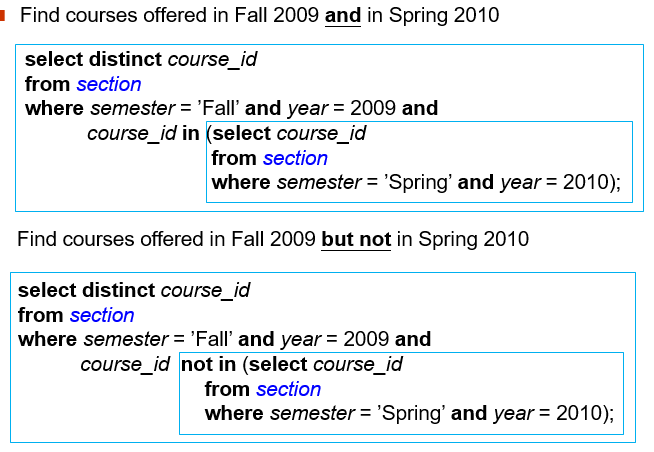 Find courses offered in Fall 2009 and in Spring 2010
select distinct course_id
from section
where semester = ’Fall’ and year = 2009 and
course_id in (select course_id
from section
where semester = ’Spring’ and year = 2010);
Find courses offered in Fall 2009 but not in Spring 2010
select distinct course_id
from section
where semester = ’Fall’ and year = 2009 and
course_id not in (select course_id
from section
where semester = ’Spring’ and year = 2010);